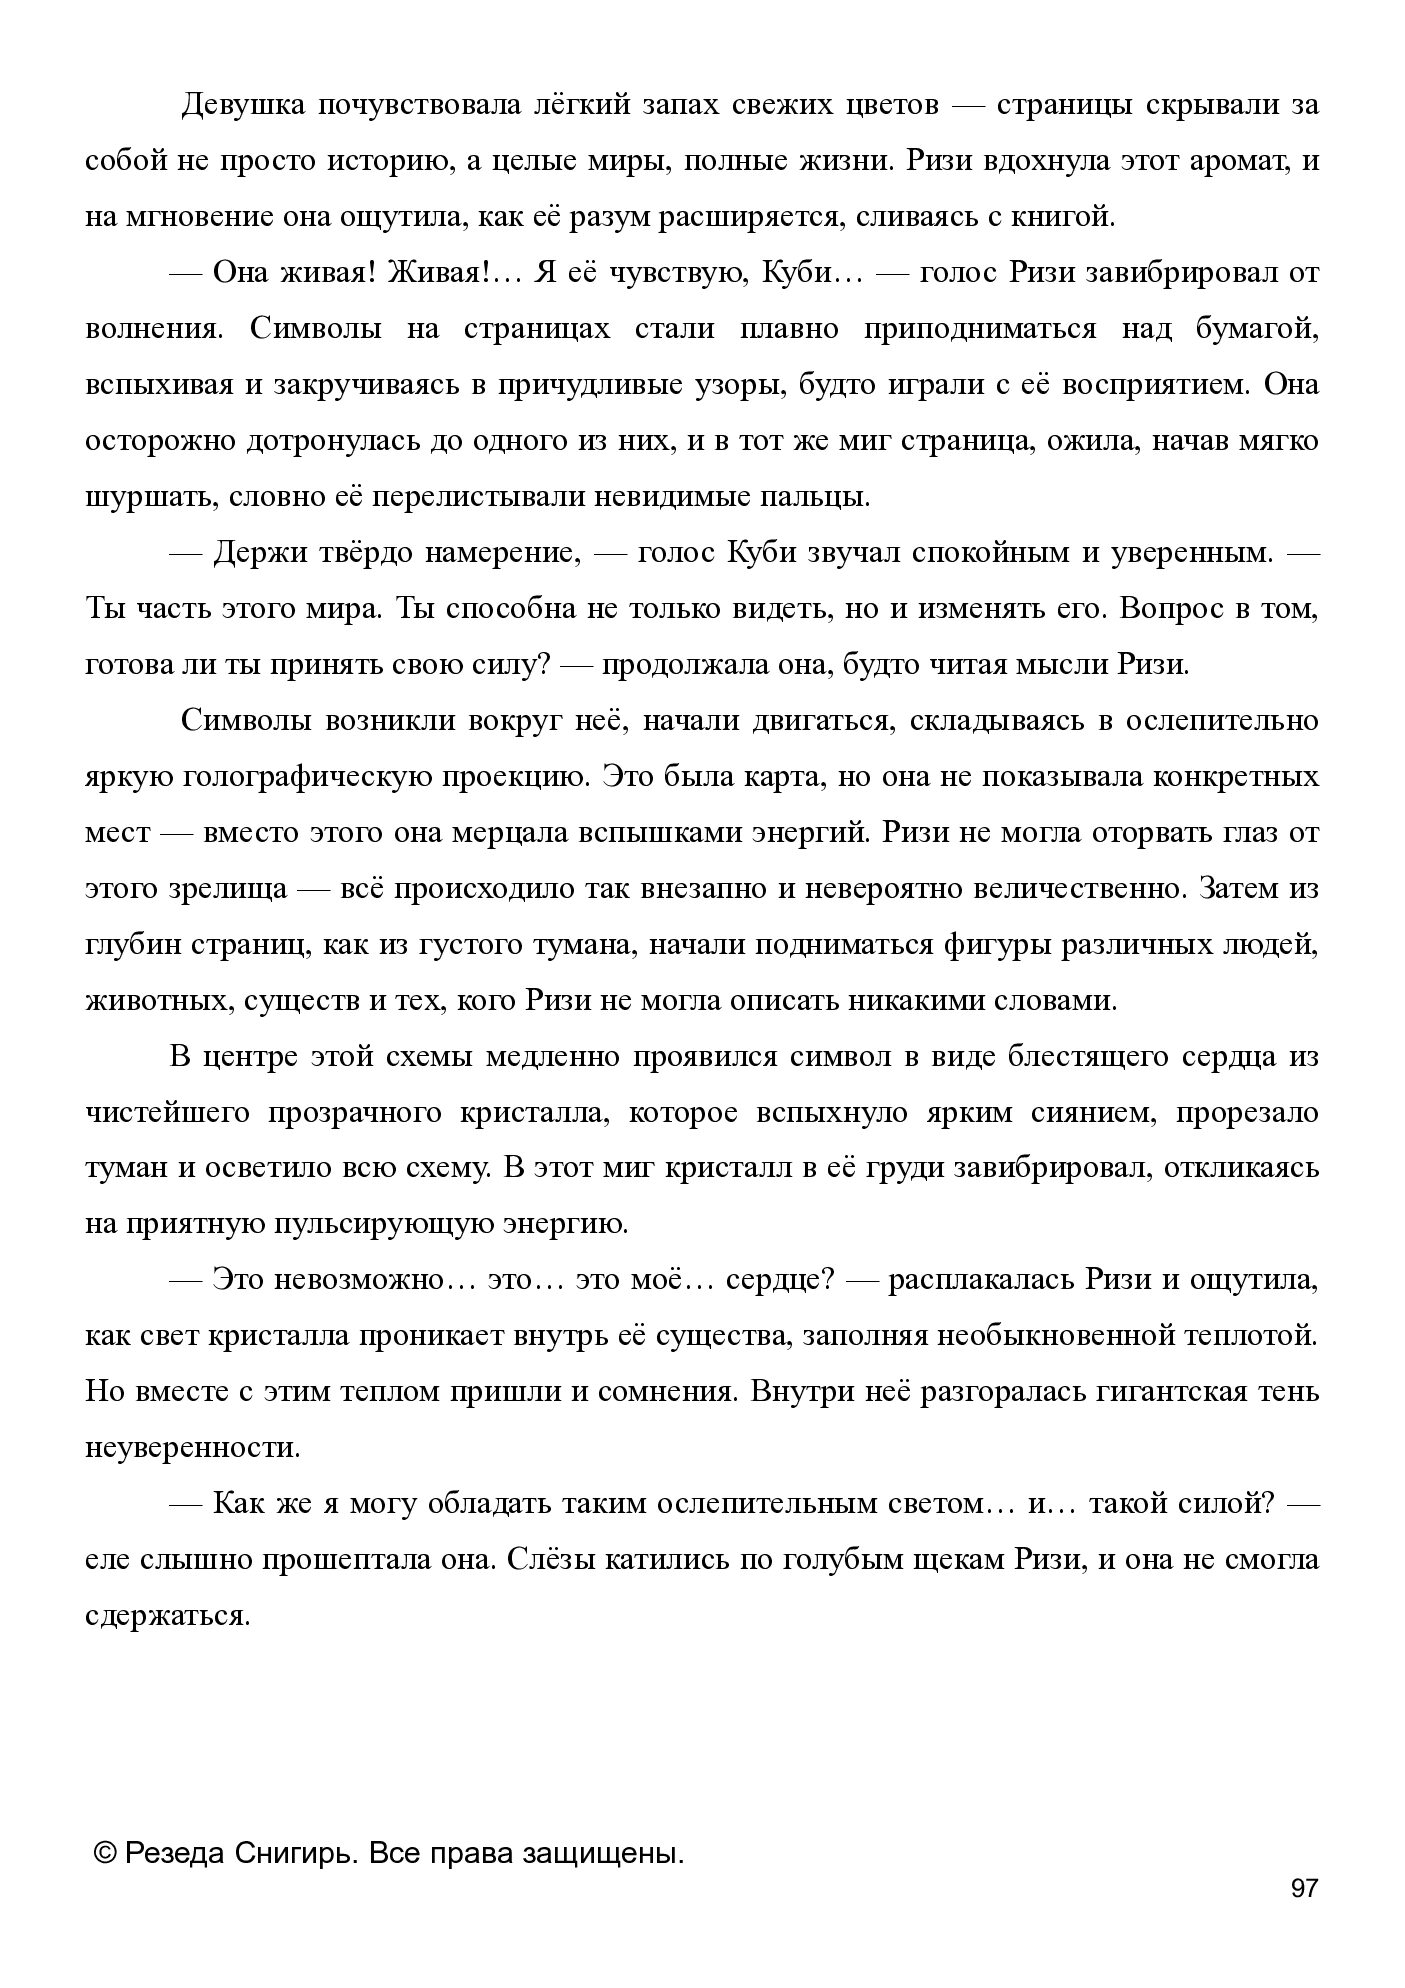 Девушка почувствовала лёгкий запах свежих цветов — страницы скрывали за
собой не просто историю, а целые миры, полные жизни. Ризи вдохнула этот аромат, и
на мгновение она ощутила, как её разум расширяется, сливаясь с книгой.
— Она живая! Живая!… Я её чувствую, Куби… — голос Ризи завибрировал от
волнения. Символы на страницах стали плавно приподниматься над бумагой,
вспыхивая и закручиваясь в причудливые узоры, будто играли с её восприятием. Она
осторожно дотронулась до одного из них, и в тот же миг страница, ожила, начав мягко
шуршать, словно её перелистывали невидимые пальцы.
— Держи твёрдо намерение, — голос Куби звучал спокойным и уверенным. —
Ты часть этого мира. Ты способна не только видеть, но и изменять его. Вопрос в том,
готова ли ты принять свою силу? — продолжала она, будто читая мысли Ризи.
Символы возникли вокруг неё, начали двигаться, складываясь в ослепительно
яркую голографическую проекцию. Это была карта, но она не показывала конкретных
мест — вместо этого она мерцала вспышками энергий. Ризи не могла оторвать глаз от
этого зрелища — всё происходило так внезапно и невероятно величественно. Затем из
глубин страниц, как из густого тумана, начали подниматься фигуры различных людей,
животных, существ и тех, кого Ризи не могла описать никакими словами.
В центре этой схемы медленно проявился символ в виде блестящего сердца из
чистейшего прозрачного кристалла, которое вспыхнуло ярким сиянием, прорезало
туман и осветило всю схему. В этот миг кристалл в её груди завибрировал, откликаясь
на приятную пульсирующую энергию.
— Это невозможно… это… это моё… сердце? — расплакалась Ризи и ощутила,
как свет кристалла проникает внутрь её существа, заполняя необыкновенной теплотой.
Но вместе с этим теплом пришли и сомнения. Внутри неё разгоралась гигантская тень
неуверенности.
— Как же я могу обладать таким ослепительным светом… и… такой силой? —
еле слышно прошептала она. Слёзы катились по голубым щекам Ризи, и она не смогла
сдержаться.
© Резеда Снигирь. Все права защищены.
97